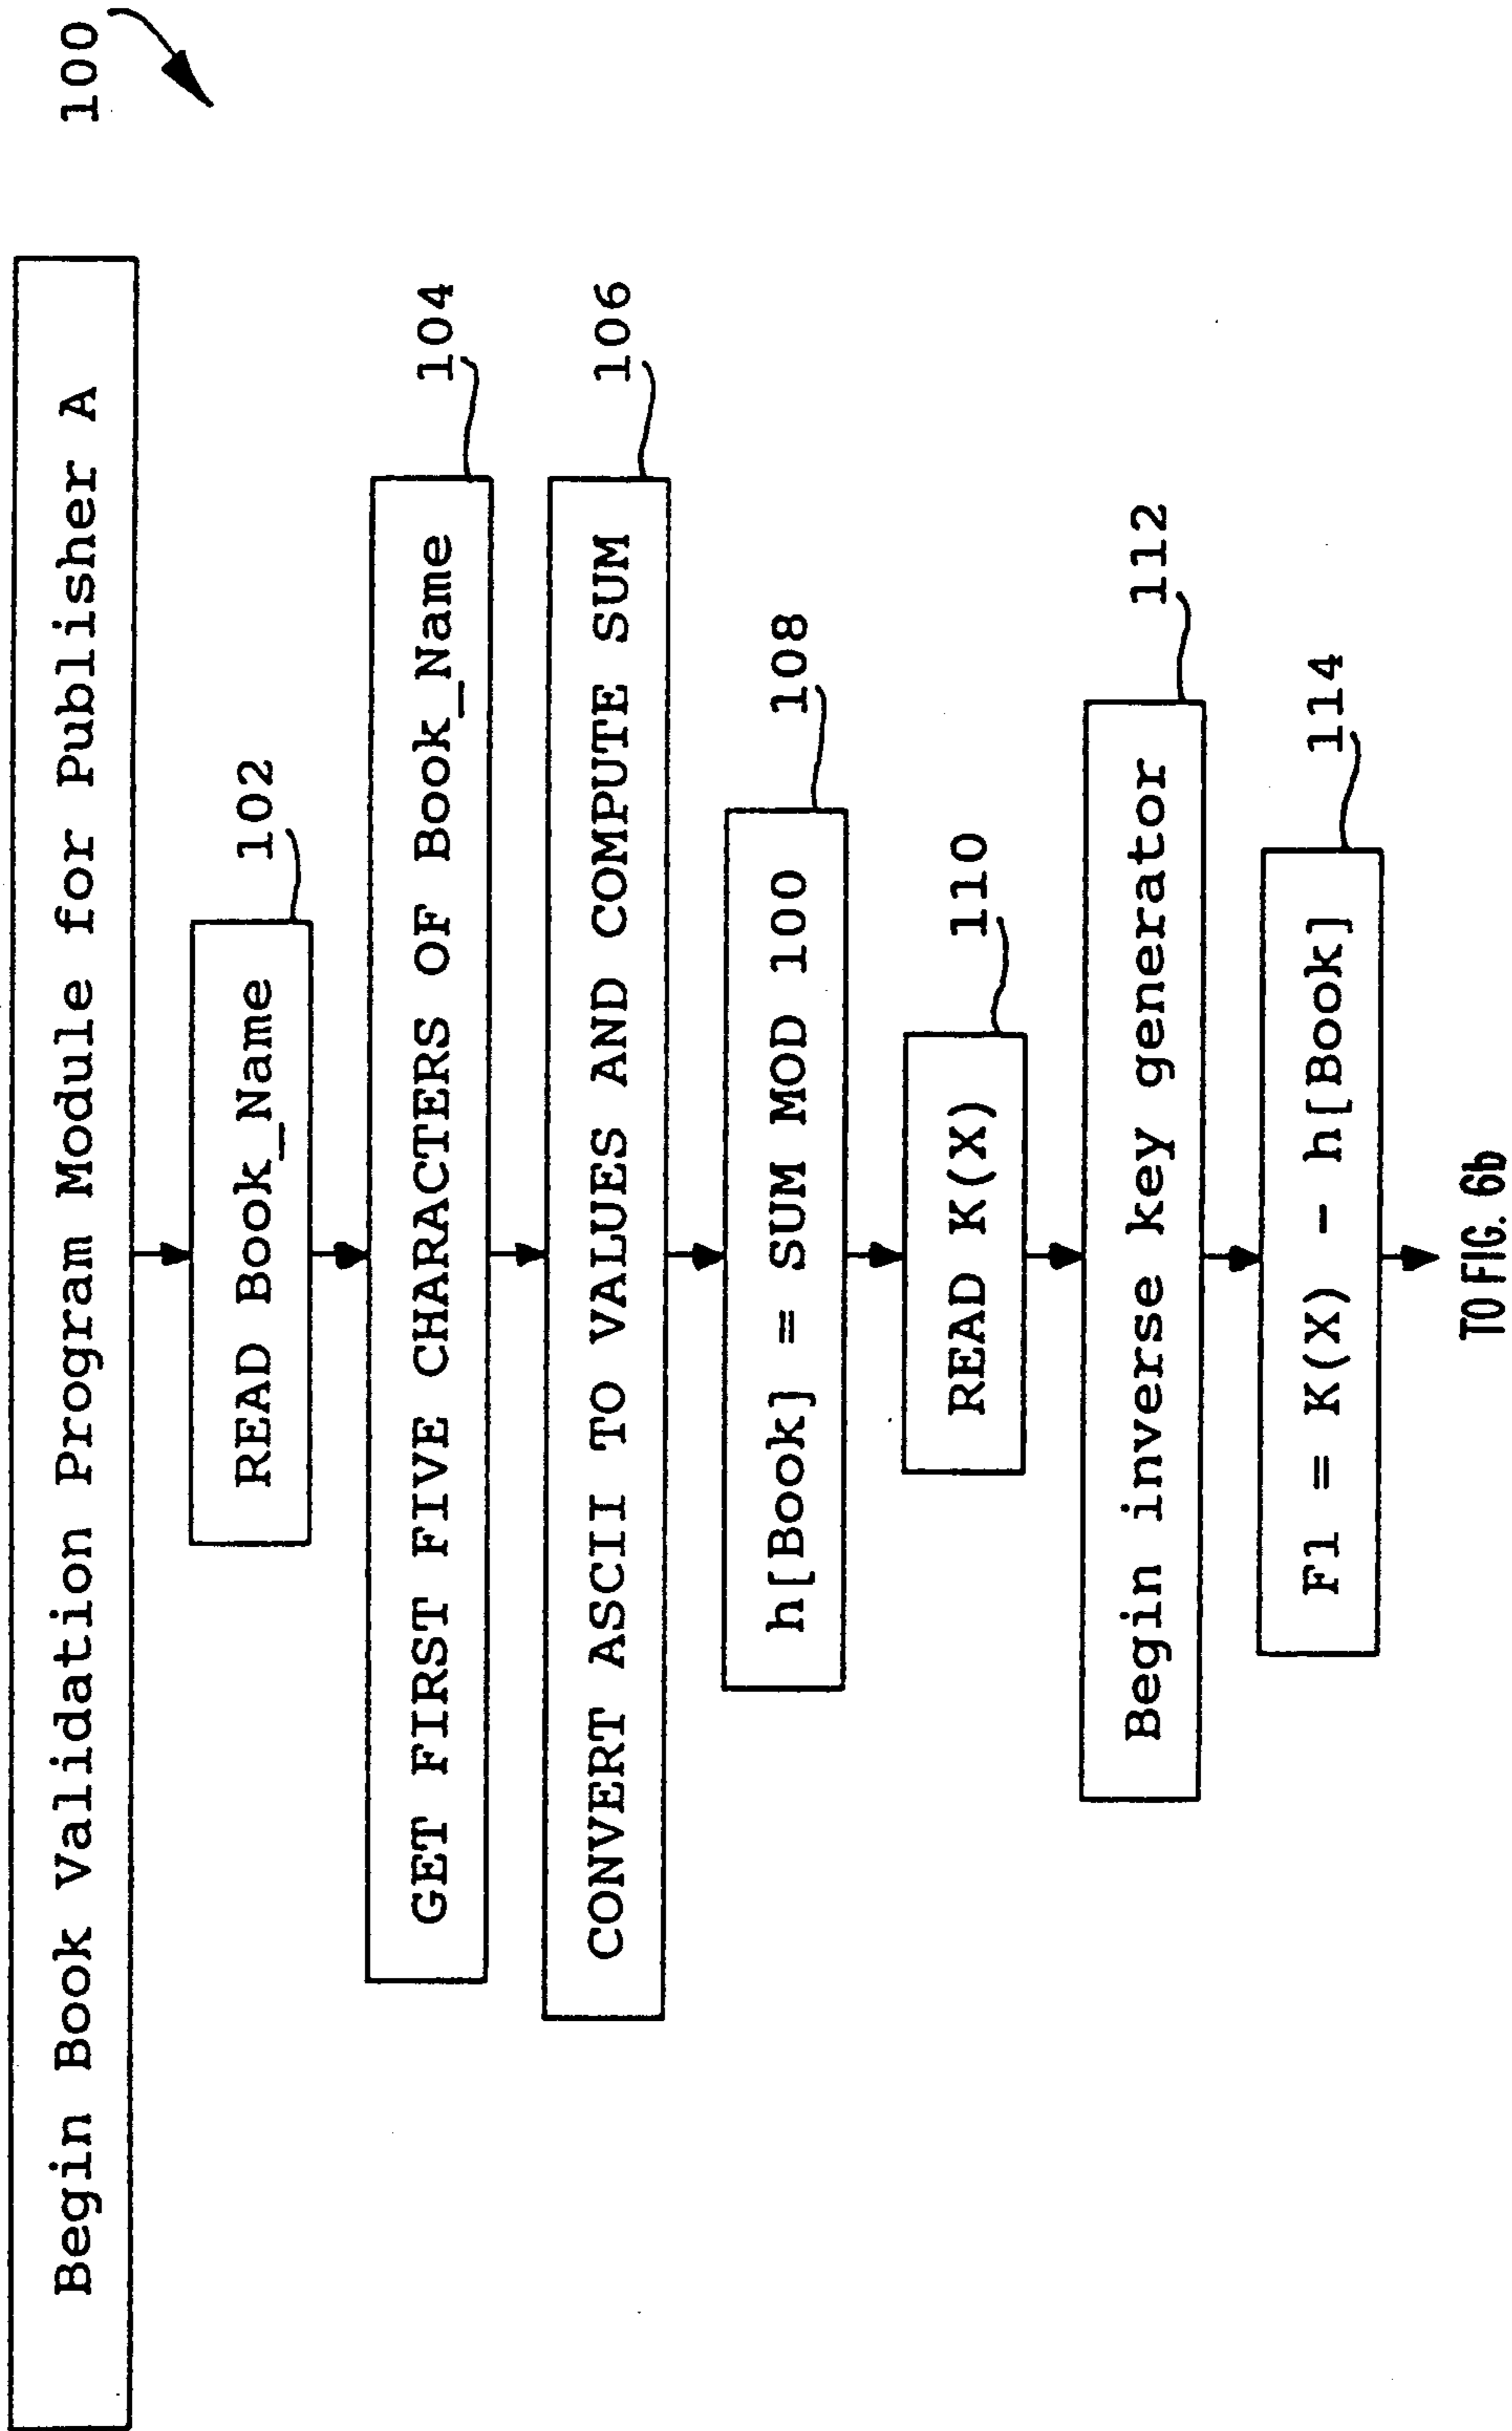 100
Begin Book Validation Program Module for Publisher A
102
READ Book_Name
104
GET FIRST FIVE CHARACTERS OF Book_Name
106
CONVERT ASCII TO VALUES AND COMPUTE SUM
108
h[Book] = SUM MOD 100
110
READ K(X)
112
Begin inverse key generator
114
F1 = K(X) - h[Book]
TO FIG. 6b